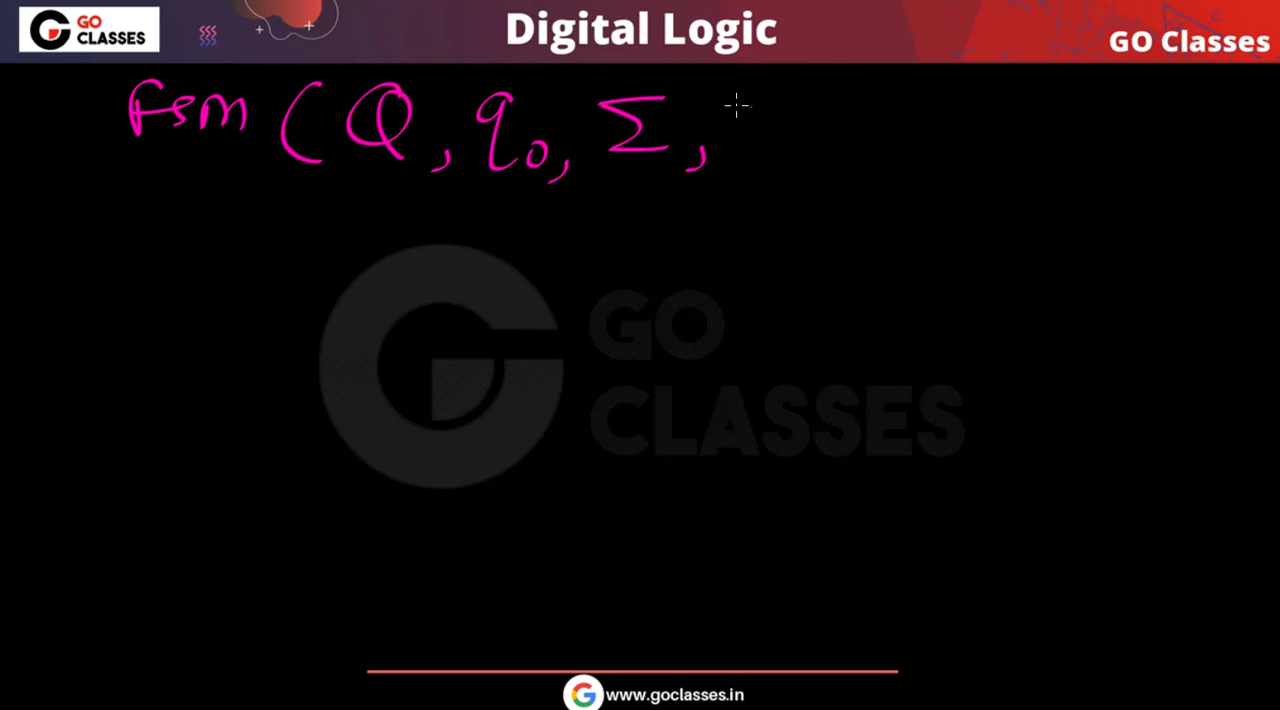 GO
CLASSES
Digital Logic
GO Classes
FSM (Q, q₀, Σ,
GO
CLASSES
www.goclasses.in